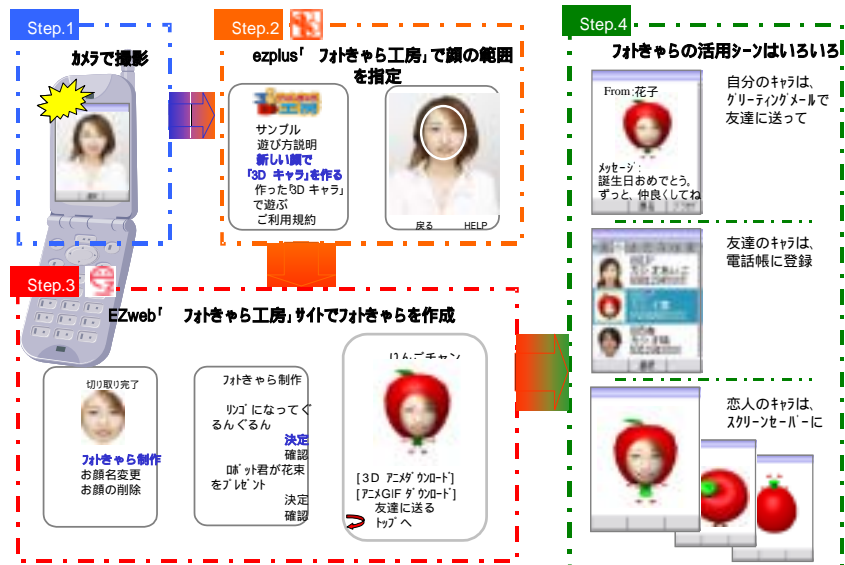 Step.1
カメラで撮影
Step.2
ezplus「 フォトきゃら工房」で顔の範囲
を指定
工房
サンプル
遊び方説明
新しい顔で
「3D キャラ」を作る
作った「3D キャラ」
で遊ぶ
ご利用規約
戻る HELP
Step.3
EZweb「 フォトきゃら工房」サイトでフォトきゃらを作成
切り取り完了
フォトきゃら制作
お顔名変更
お顔の削除
フォトきゃら制作
リンゴになってぐ
るんぐるん
決定
確認
ロボット君が花束
をプレゼント
決定
確認
りんごチャン
[3D アニメダウンロード]
[アニメGIF ダウンロード]
友達に送る
トップへ
Step.4
フォトきゃらの活用シーンはいろいろ
From:花子
メッセージ:
誕生日おめでとう。
ずっと、仲良くしてね
自分のキャラは、
グリーティングメールで
友達に送って
友達のキャラは、
電話帳に登録
恋人のキャラは、
スクリーンセーバーに